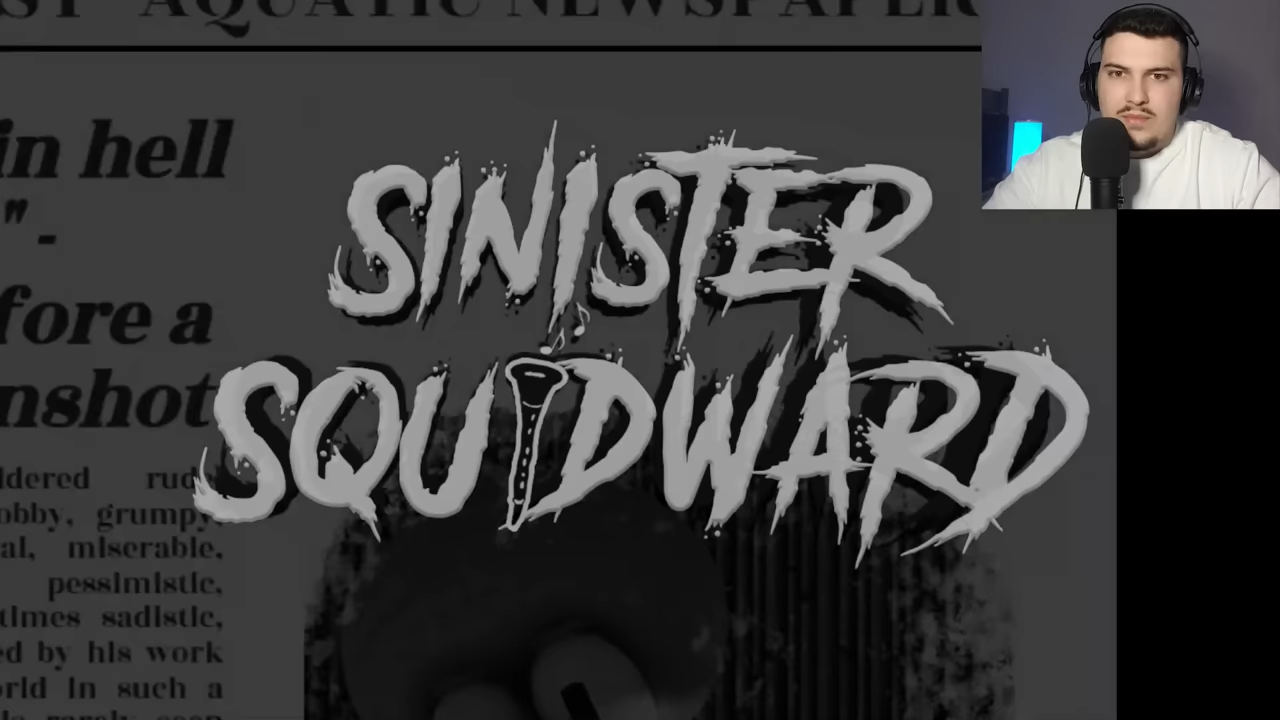 AQUATIC NEWSPAPER
in hell
" -
fore a
nshot
SINISTER
SQUIDWARD
ldered rud
obby, grumpy,
al, miserable,
pessimistic,
times sadistic,
ed by his work
orld in such a